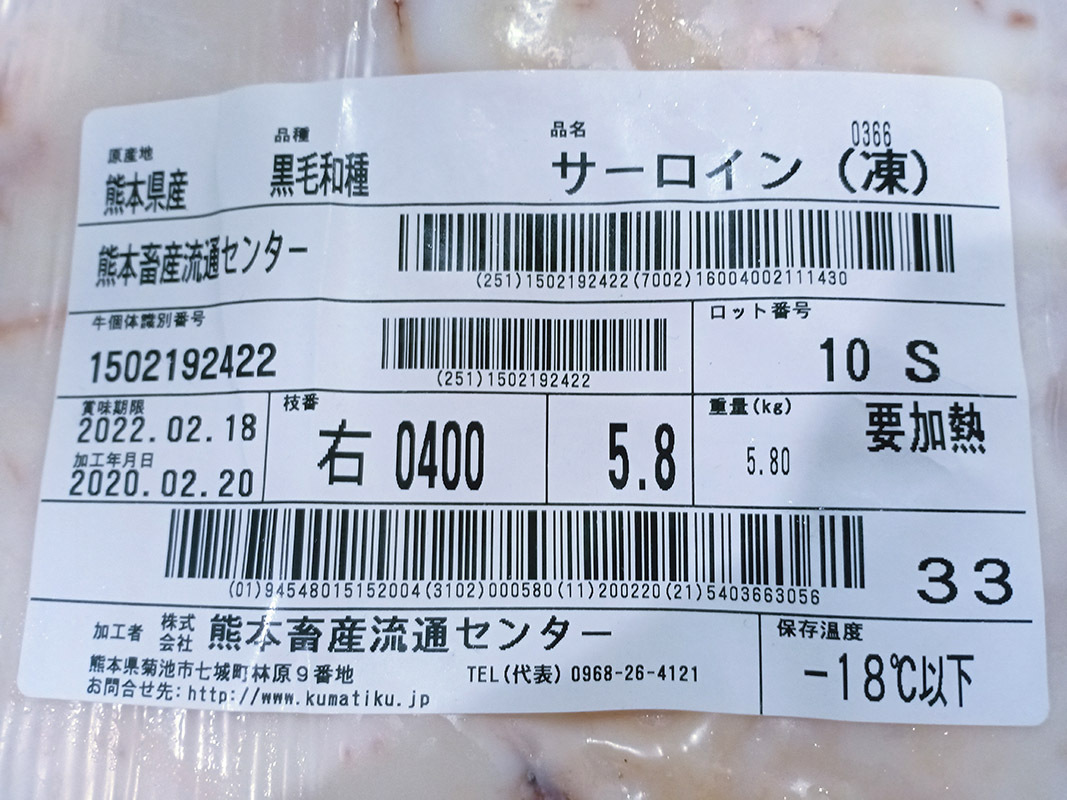 原産地 品種 品名 0366
熊本県産 黒毛和種 サーロイン（凍）
熊本畜産流通センター
(251)1502192422(7002)16004002111430
牛個体識別番号 ロット番号
1502192422 10 S
(251)1502192422
賞味期限 枝番 重量(kg) 要加熱
2022.02.18 右 0400 5.8 5.80
加工年月日
2020.02.20
(01)94548015152004(3102)000580(11)200220(21)5403663056
33
加工者 株式会社 熊本畜産流通センター 保存温度
熊本県菊池市七城町林原９番地 TEL(代表) 0968-26-4121 −18℃以下
お問合せ先:http://www.kumatiku.jp